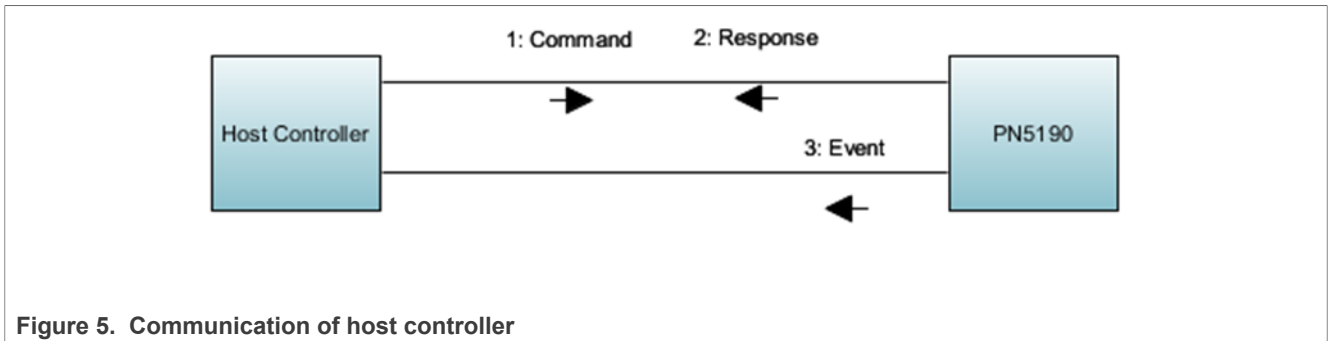 1: Command 2: Response
Host Controller
PN5190
3: Event
Figure 5. Communication of host controller